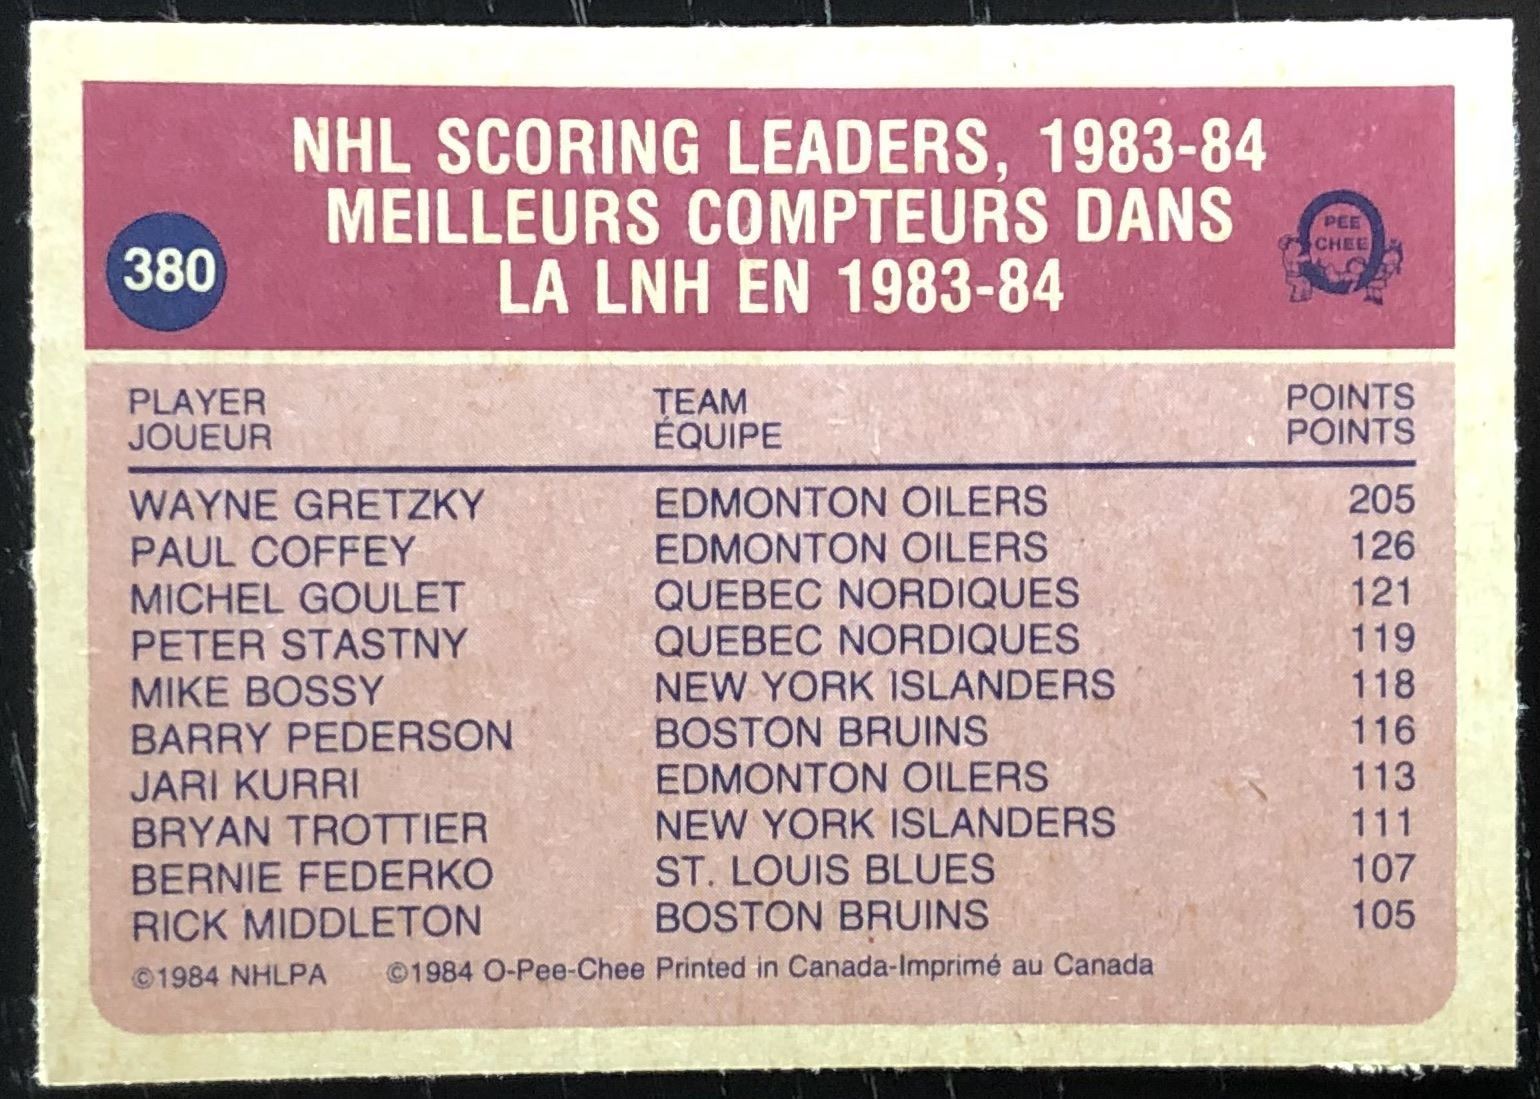 NHL SCORING LEADERS, 1983-84
MEILLEURS COMPTEURS DANS
LA LNH EN 1983-84
380
PEE
CHEE
PLAYER TEAM POINTS
JOUEUR ÉQUIPE POINTS
WAYNE GRETZKY EDMONTON OILERS 205
PAUL COFFEY EDMONTON OILERS 126
MICHEL GOULET QUEBEC NORDIQUES 121
PETER STASTNY QUEBEC NORDIQUES 119
MIKE BOSSY NEW YORK ISLANDERS 118
BARRY PEDERSON BOSTON BRUINS 116
JARI KURRI EDMONTON OILERS 113
BRYAN TROTTIER NEW YORK ISLANDERS 111
BERNIE FEDERKO ST. LOUIS BLUES 107
RICK MIDDLETON BOSTON BRUINS 105
©1984 NHLPA ©1984 O-Pee-Chee Printed in Canada-Imprimé au Canada